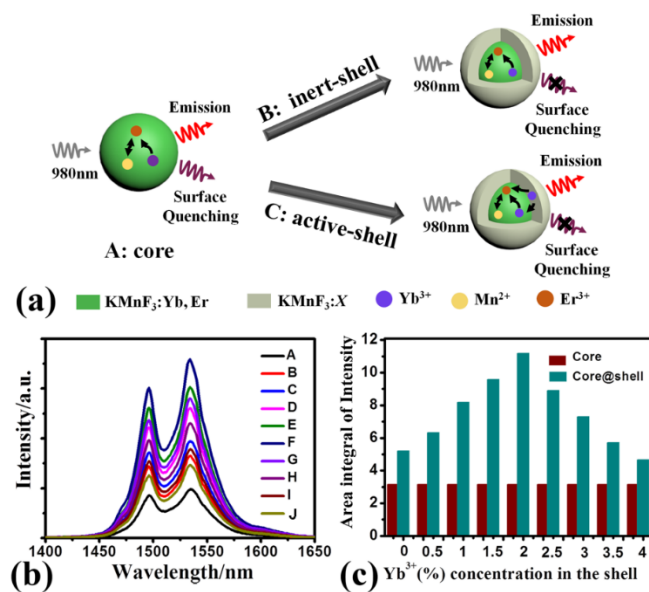 Emission
980nm
Surface
Quenching
A: core
B: inert-shell
C: active-shell
Emission
980nm
Surface
Quenching
Emission
980nm
Surface
Quenching
(a)
KMnF₃:Yb, Er
KMnF₃:X
Yb³⁺
Mn²⁺
Er³⁺
Intensity/a.u.
A
B
C
D
E
F
G
H
I
J
1400 1450 1500 1550 1600 1650
Wavelength/nm
(b)
Area integral of Intensity
12
10
8
6
4
2
0
Core
Core@shell
0 0.5 1 1.5 2 2.5 3 3.5 4
Yb³⁺(%) concentration in the shell
(c)